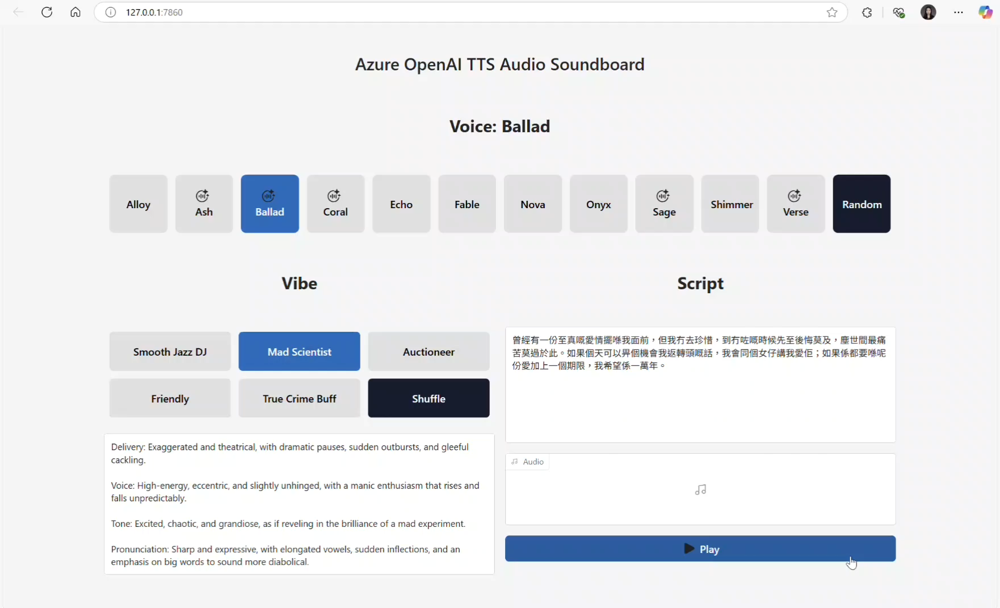 127.0.0.1:7860
Azure OpenAI TTS Audio Soundboard
Voice: Ballad
Alloy
Ash
Ballad
Coral
Echo
Fable
Nova
Onyx
Sage
Shimmer
Verse
Random
Vibe
Smooth Jazz DJ
Mad Scientist
Auctioneer
Friendly
True Crime Buff
Shuffle
Delivery: Exaggerated and theatrical, with dramatic pauses, sudden outbursts, and gleeful
cackling.
Voice: High-energy, eccentric, and slightly unhinged, with a manic enthusiasm that rises and
falls unpredictably.
Tone: Excited, chaotic, and grandiose, as if reveling in the brilliance of a mad experiment.
Pronunciation: Sharp and expressive, with elongated vowels, sudden inflections, and an
emphasis on big words to sound more diabolical.
Script
曾經有一份至真嘅愛情擺喺我面前，但我冇去珍惜，到冇咗嘅時候先至後悔莫及，塵世間最痛
苦莫過於此。如果個天可以畀個機會我返轉頭嘅話，我會同個女仔講我愛佢；如果係都要喺呢
份愛加上一個期限，我希望係一萬年。
Audio
Play